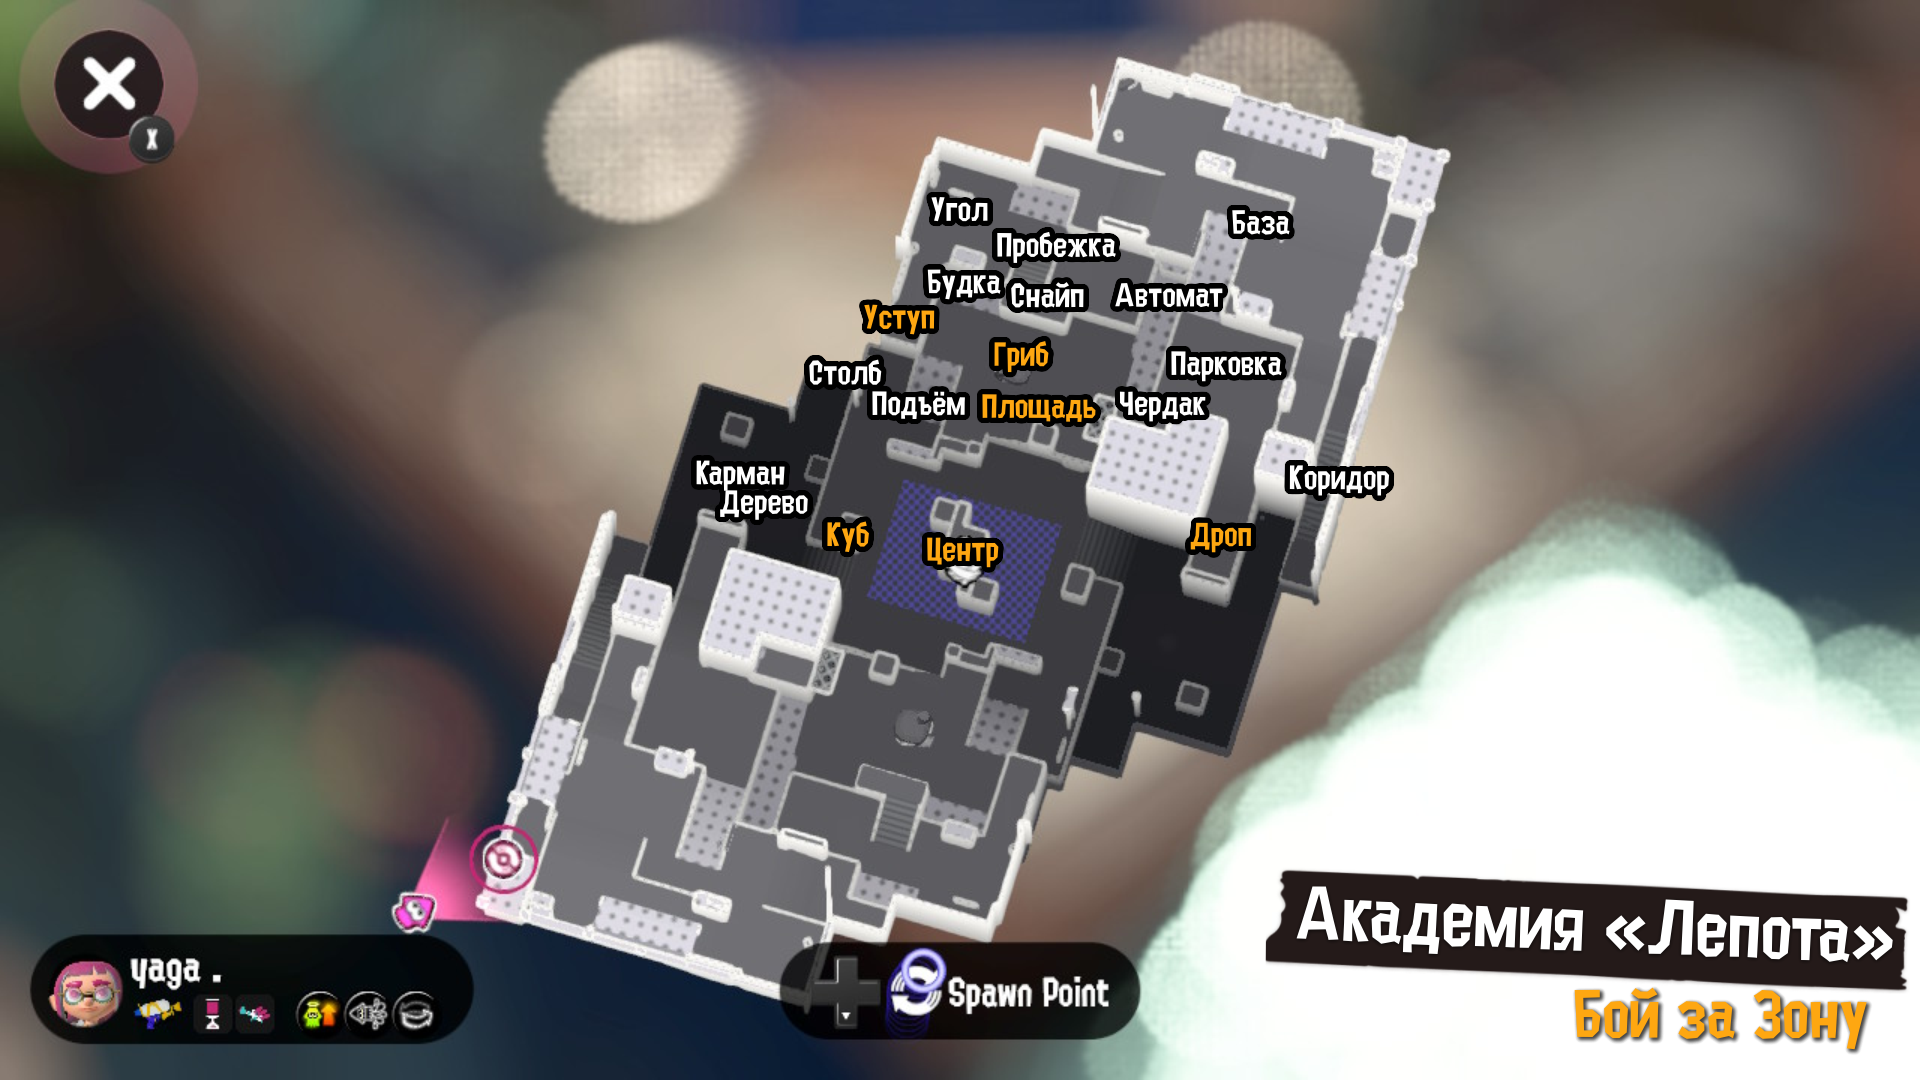 X
Угол
База
Пробежка
Будка
Снайп
Автомат
Уступ
Гриб
Столб
Парковка
Подъём
Площадь
Чердак
Карман
Дерево
Коридор
Куб
Центр
Дроп
Академия «Лепота»
Бой за Зону
yaga .
Spawn Point